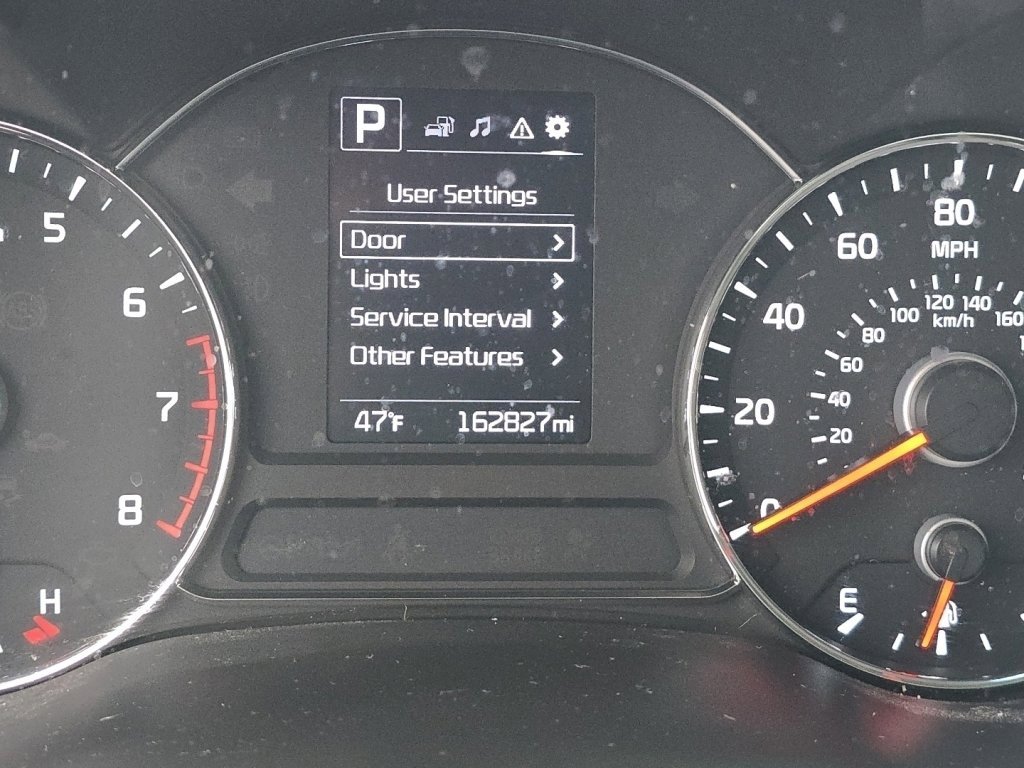 P
User Settings
Door
Lights
Service Interval
Other Features
47°F 162827mi
5
6
7
8
H
0
20
40
60
80
MPH
20
40
60
80
100
120
140
160
km/h
E